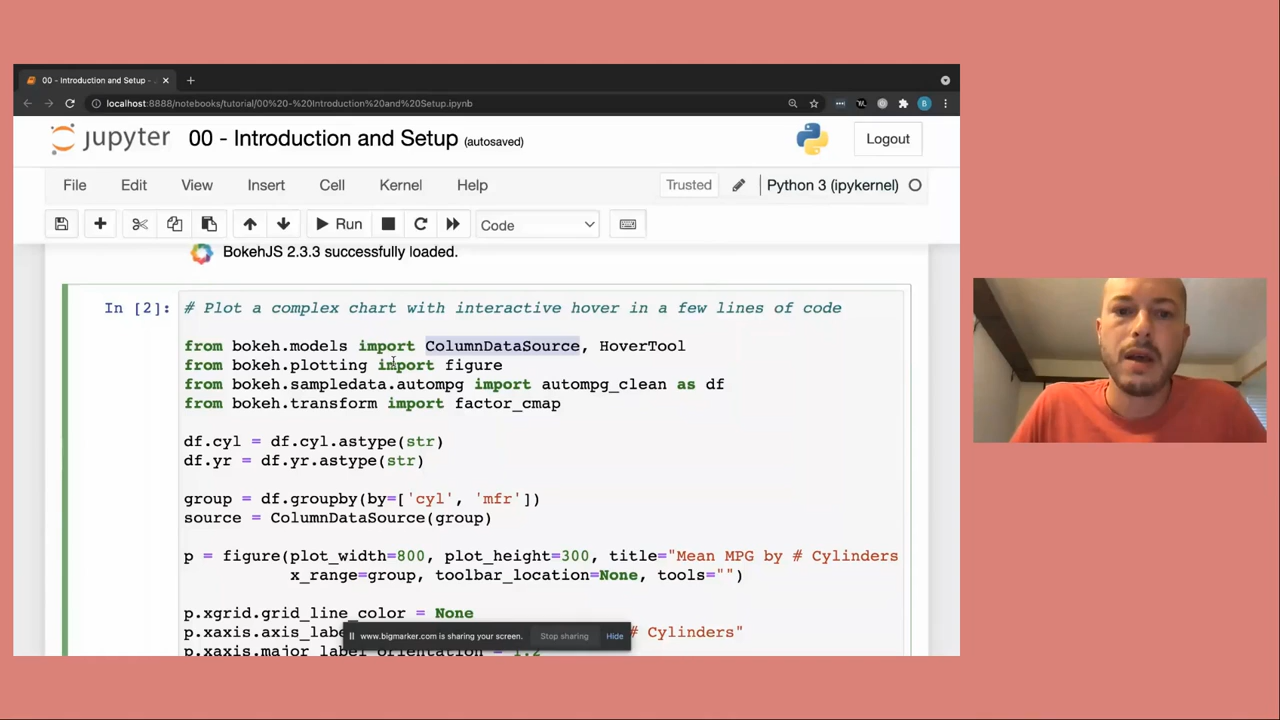 00 - Introduction and Setup -
localhost:8888/notebooks/tutorial/00%20-%20Introduction%20and%20Setup.ipynb
B
jupyter 00 - Introduction and Setup (autosaved)
Logout
File Edit View Insert Cell Kernel Help Trusted Python 3 (ipykernel)
Run Code
BokehJS 2.3.3 successfully loaded.
In [2]: # Plot a complex chart with interactive hover in a few lines of code
from bokeh.models import ColumnDataSource, HoverTool
from bokeh.plotting import figure
from bokeh.sampledata.autompg import autompg_clean as df
from bokeh.transform import factor_cmap
df.cyl = df.cyl.astype(str)
df.yr = df.yr.astype(str)
group = df.groupby(by=['cyl', 'mfr'])
source = ColumnDataSource(group)
p = figure(plot_width=800, plot_height=300, title="Mean MPG by # Cylinders
x_range=group, toolbar_location=None, tools="")
p.xgrid.grid_line_color = None
p.xaxis.axis_labe # Cylinders"
www.bigmarker.com is sharing your screen. Stop sharing Hide
p.xaxis.major_label_orientation = 1.2